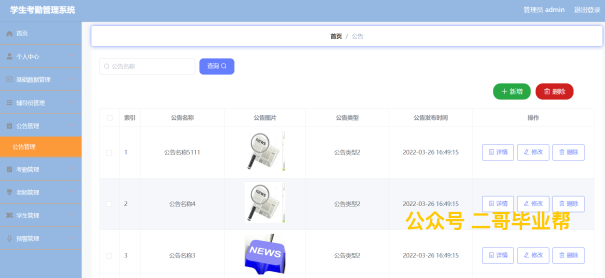 学生考勤管理系统
管理员 admin 退出登录
首页
个人中心
基础数据管理
辅导员管理
公告管理
公告管理
考勤管理
班级管理
学生管理
首页 / 公告
公告名称
查询
+ 新增
删除
索引 公告名称 公告图片 公告类型 公告发布时间 操作
1 公告名称5111 NEWS 公告类型2 2022-03-26 16:49:15 详情 修改 删除
2 公告名称4 NEWS 公告类型2 2022-03-26 16:49:15 详情 修改 删除
公众号 二哥毕业帮
3 公告名称3 NEWS 公告类型2 2022-03-26 16:49:15 详情 修改 删除